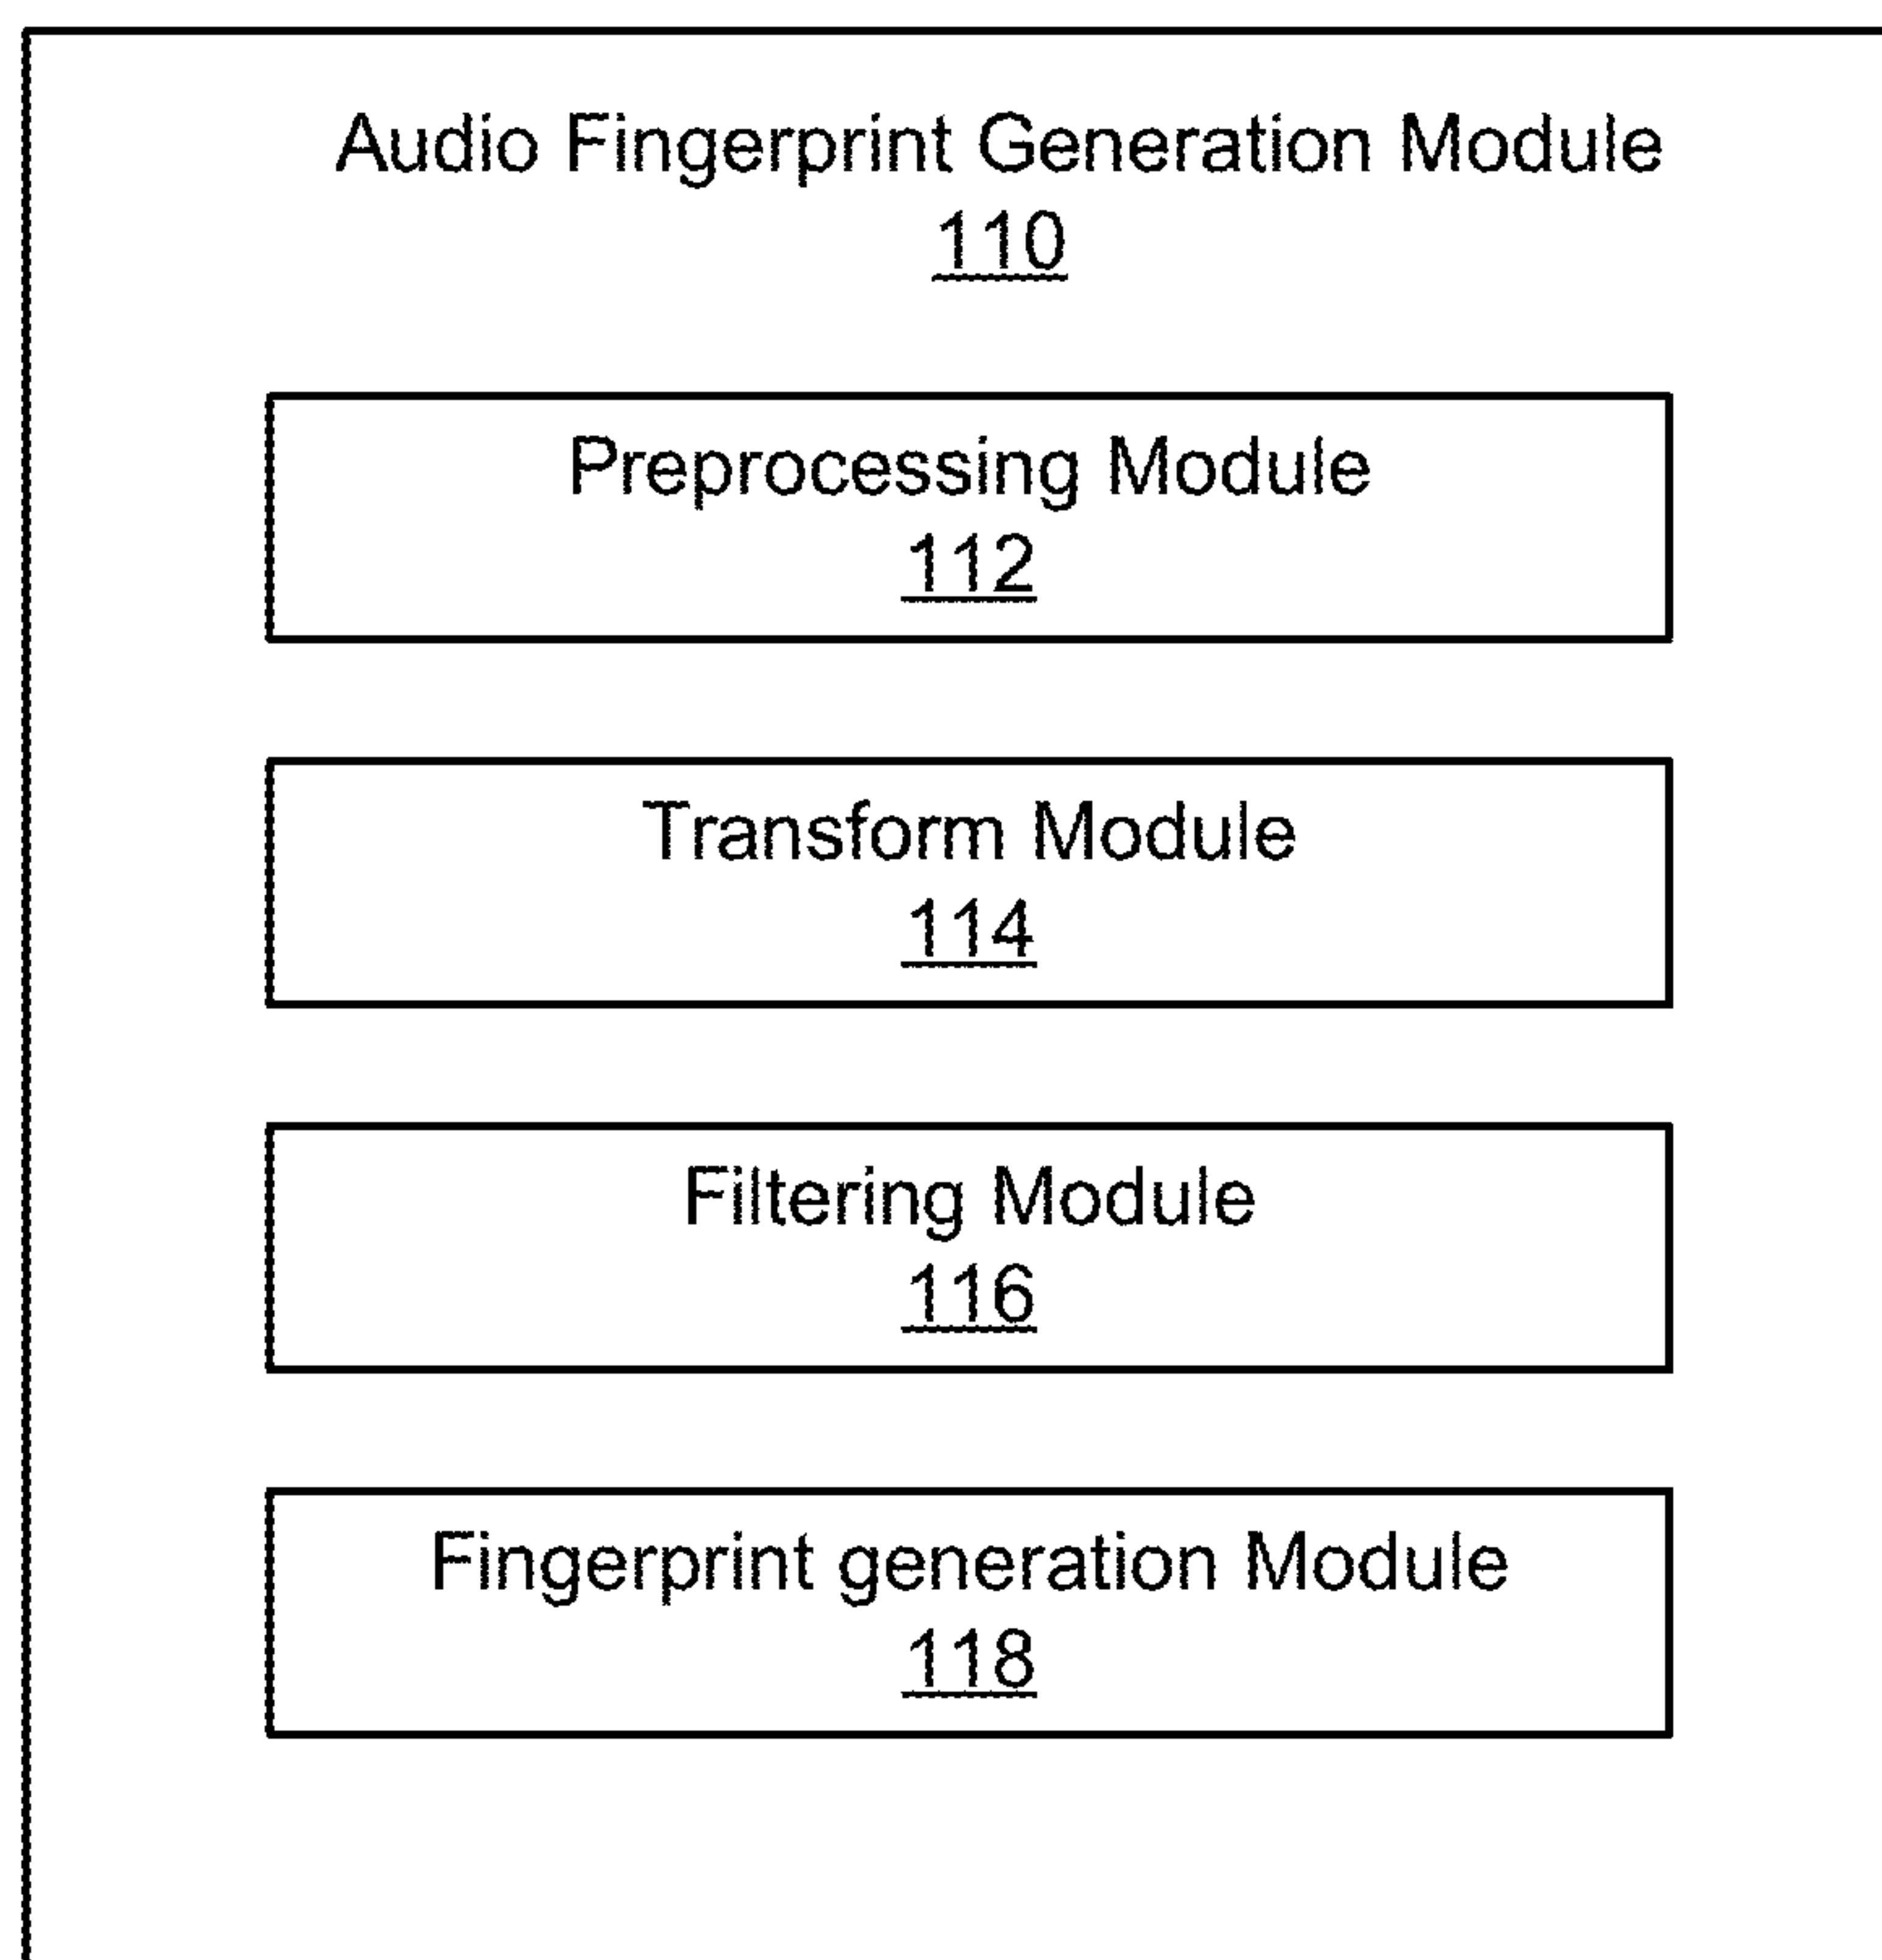 Audio Fingerprint Generation Module
110
Preprocessing Module
112
Transform Module
114
Filtering Module
116
Fingerprint generation Module
118